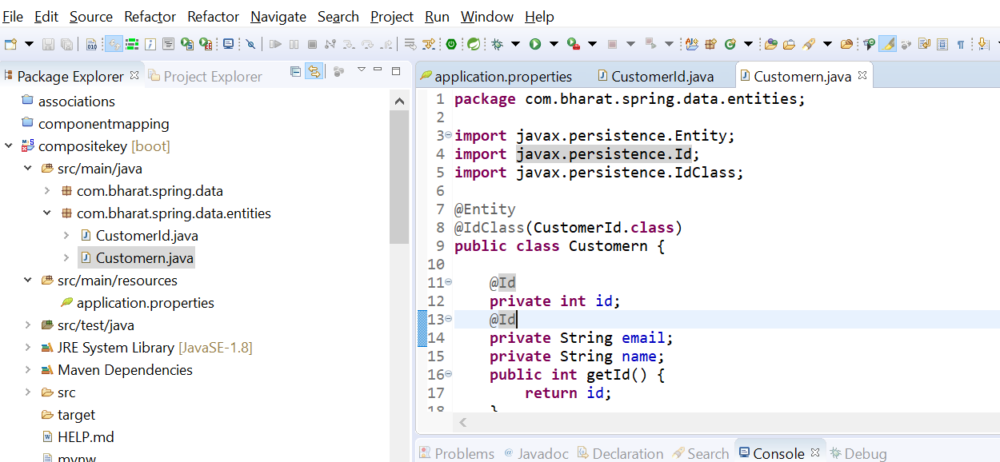 File Edit Source Refactor Refactor Navigate Search Project Run Window Help
Package Explorer Project Explorer
associations
componentmapping
compositekey [boot]
src/main/java
com.bharat.spring.data
com.bharat.spring.data.entities
CustomerId.java
Customern.java
src/main/resources
application.properties
src/test/java
JRE System Library [JavaSE-1.8]
Maven Dependencies
src
target
HELP.md
mvnw
application.properties CustomerId.java Customern.java
1 package com.bharat.spring.data.entities;
2
3 import javax.persistence.Entity;
4 import javax.persistence.Id;
5 import javax.persistence.IdClass;
6
7 @Entity
8 @IdClass(CustomerId.class)
9 public class Customern {
10
11 @Id
12 private int id;
13 @Id
14 private String email;
15 private String name;
16 public int getId() {
17 return id;
18 }
Problems @ Javadoc Declaration Search Console Debug